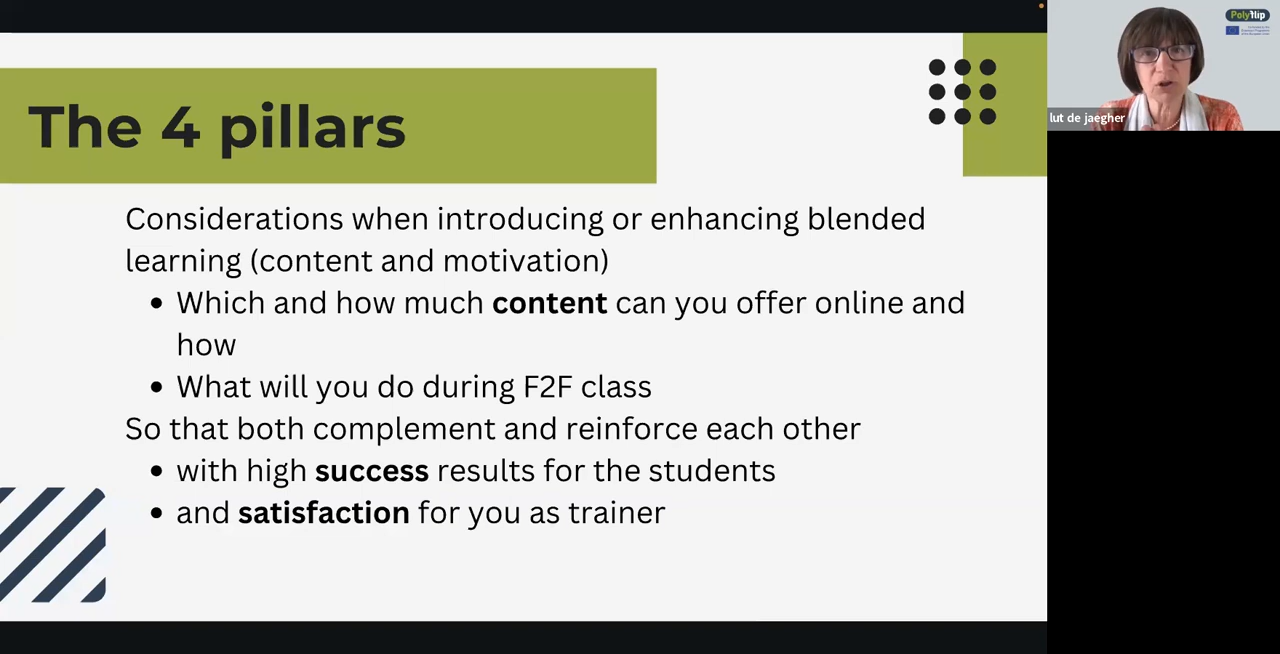 The 4 pillars
Considerations when introducing or enhancing blended
learning (content and motivation)
• Which and how much content can you offer online and
how
• What will you do during F2F class
So that both complement and reinforce each other
• with high success results for the students
• and satisfaction for you as trainer
Polyflip
lut de jaegher